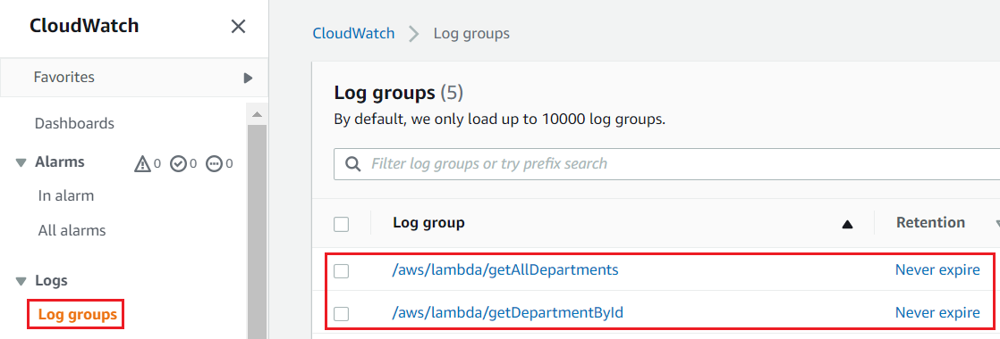 CloudWatch
Favorites
Dashboards
Alarms 0 0 0
In alarm
All alarms
Logs
Log groups
CloudWatch Log groups
Log groups (5)
By default, we only load up to 10000 log groups.
Filter log groups or try prefix search
Log group Retention
/aws/lambda/getAllDepartments Never expire
/aws/lambda/getDepartmentById Never expire